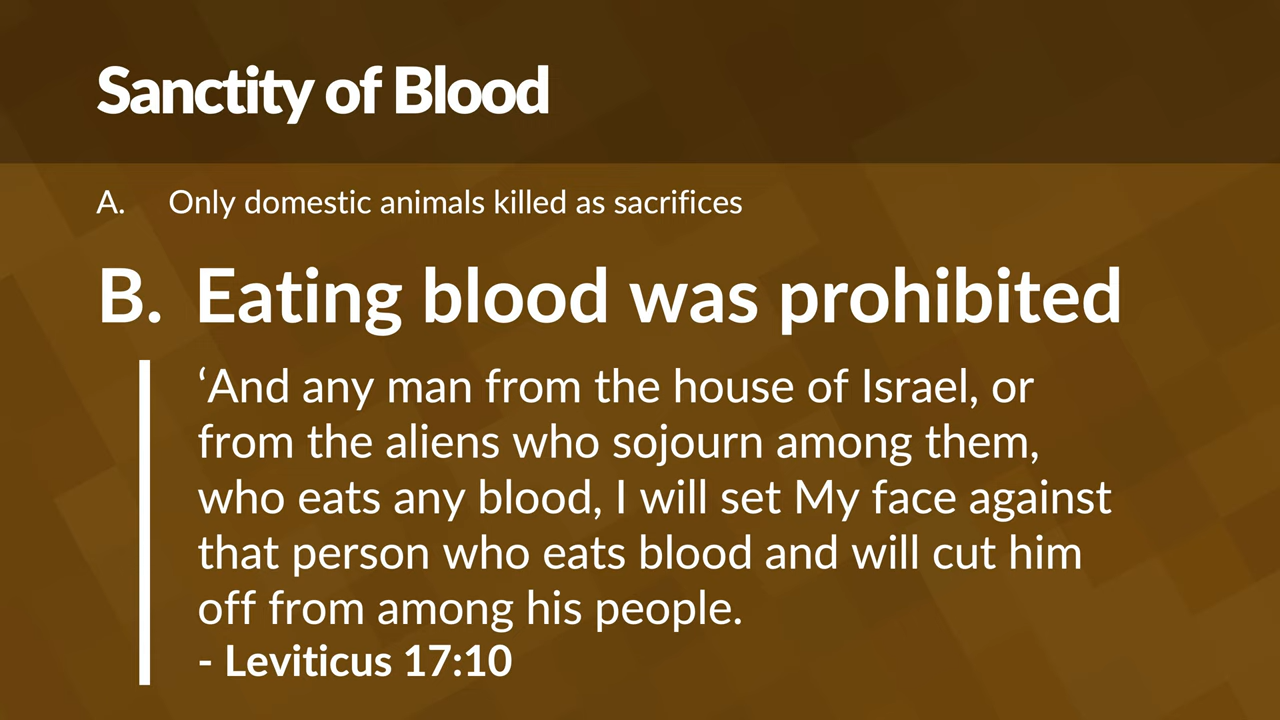 Sanctity of Blood
A. Only domestic animals killed as sacrifices
B. Eating blood was prohibited
‘And any man from the house of Israel, or
from the aliens who sojourn among them,
who eats any blood, I will set My face against
that person who eats blood and will cut him
off from among his people.
- Leviticus 17:10